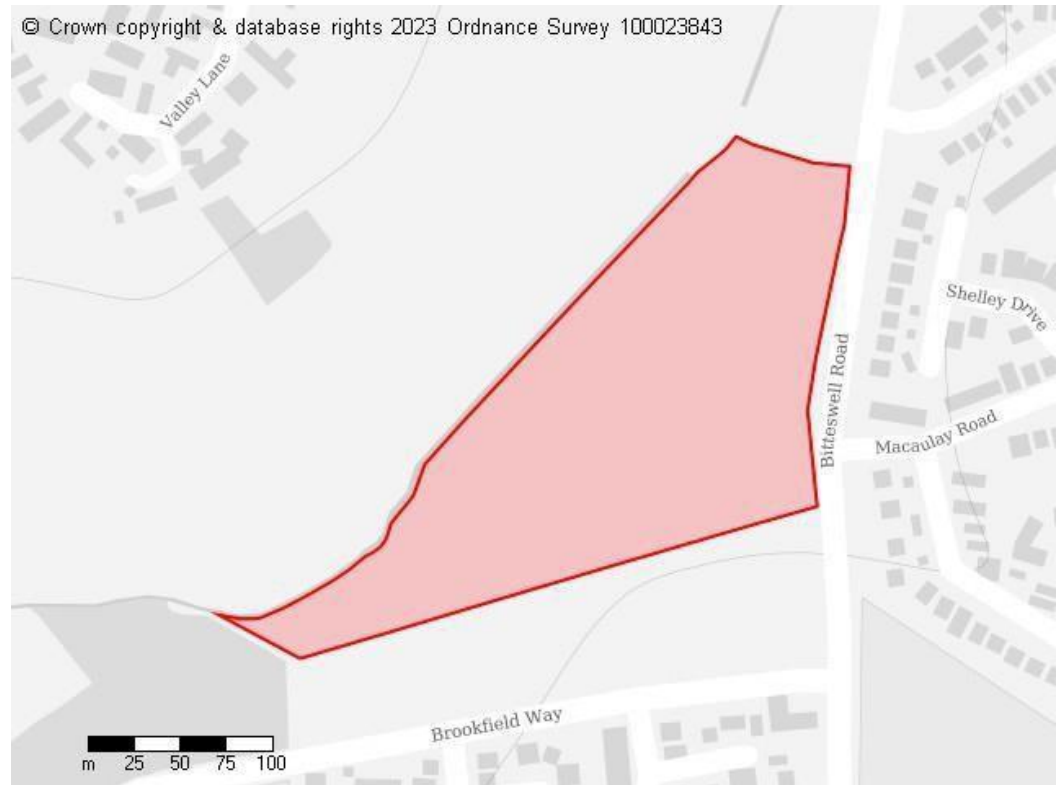 © Crown copyright & database rights 2023 Ordnance Survey 100023843
Valley Lane
Shelley Drive
Bitteswell Road
Macaulay Road
Brookfield Way
m 25 50 75 100